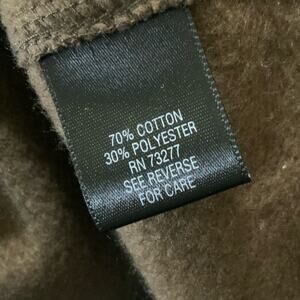 70% COTTON
30% POLYESTER
RN 73277
SEE REVERSE
FOR CARE